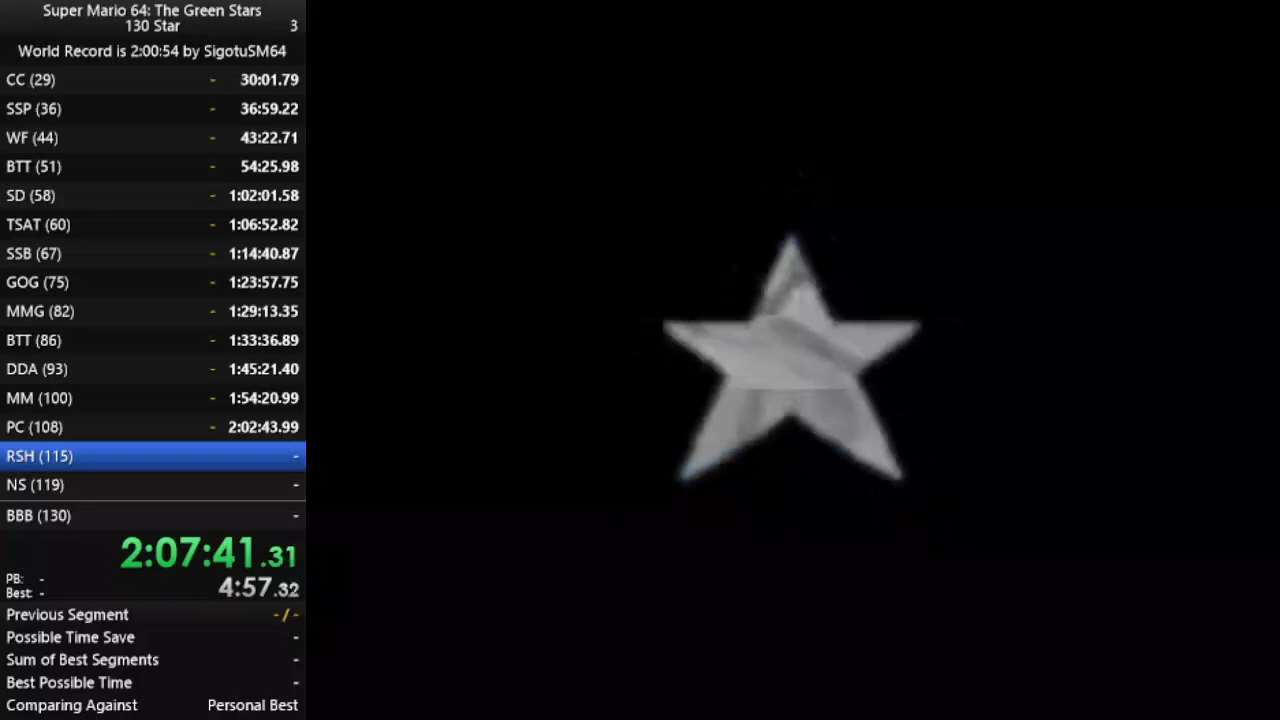 Super Mario 64: The Green Stars
130 Star 3
World Record is 2:00:54 by SigotuSM64
CC (29) - 30:01.79
SSP (36) - 36:59.22
WF (44) - 43:22.71
BTT (51) - 54:25.98
SD (58) - 1:02:01.58
TSAT (60) - 1:06:52.82
SSB (67) - 1:14:40.87
GOG (75) - 1:23:57.75
MMG (82) - 1:29:13.35
BTT (86) - 1:33:36.89
DDA (93) - 1:45:21.40
MM (100) - 1:54:20.99
PC (108) - 2:02:43.99
RSH (115) -
NS (119) -
BBB (130) -
2:07:41.31
PB: -
Best: -
4:57.32
Previous Segment - / -
Possible Time Save -
Sum of Best Segments -
Best Possible Time -
Comparing Against Personal Best